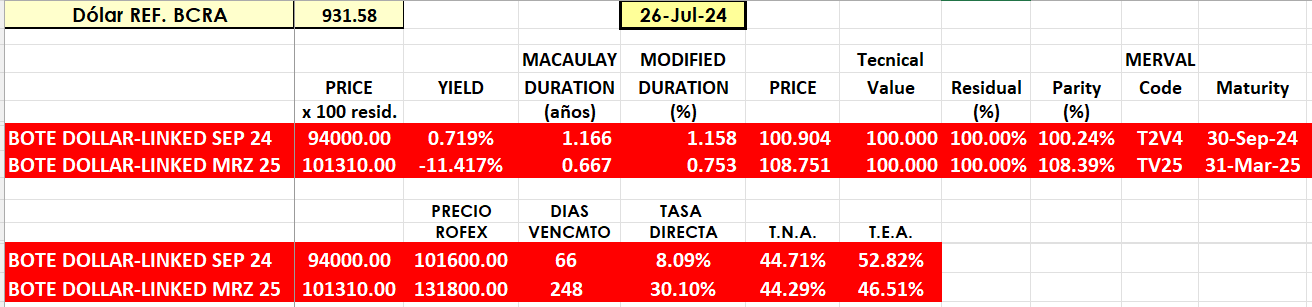 Dólar REF. BCRA 931.58 26-Jul-24
MACAULAY MODIFIED Tecnical MERVAL
PRICE YIELD DURATION DURATION PRICE Value Residual Parity Code Maturity
x 100 resid. (años) (%) (%) (%)
BOTE DOLLAR-LINKED SEP 24 94000.00 0.719% 1.166 1.158 100.904 100.000 100.00% 100.24% T2V4 30-Sep-24
BOTE DOLLAR-LINKED MRZ 25 101310.00 -11.417% 0.667 0.753 108.751 100.000 100.00% 108.39% TV25 31-Mar-25
PRECIO DIAS TASA
ROFEX VENCMTO DIRECTA T.N.A. T.E.A.
BOTE DOLLAR-LINKED SEP 24 94000.00 101600.00 66 8.09% 44.71% 52.82%
BOTE DOLLAR-LINKED MRZ 25 101310.00 131800.00 248 30.10% 44.29% 46.51%